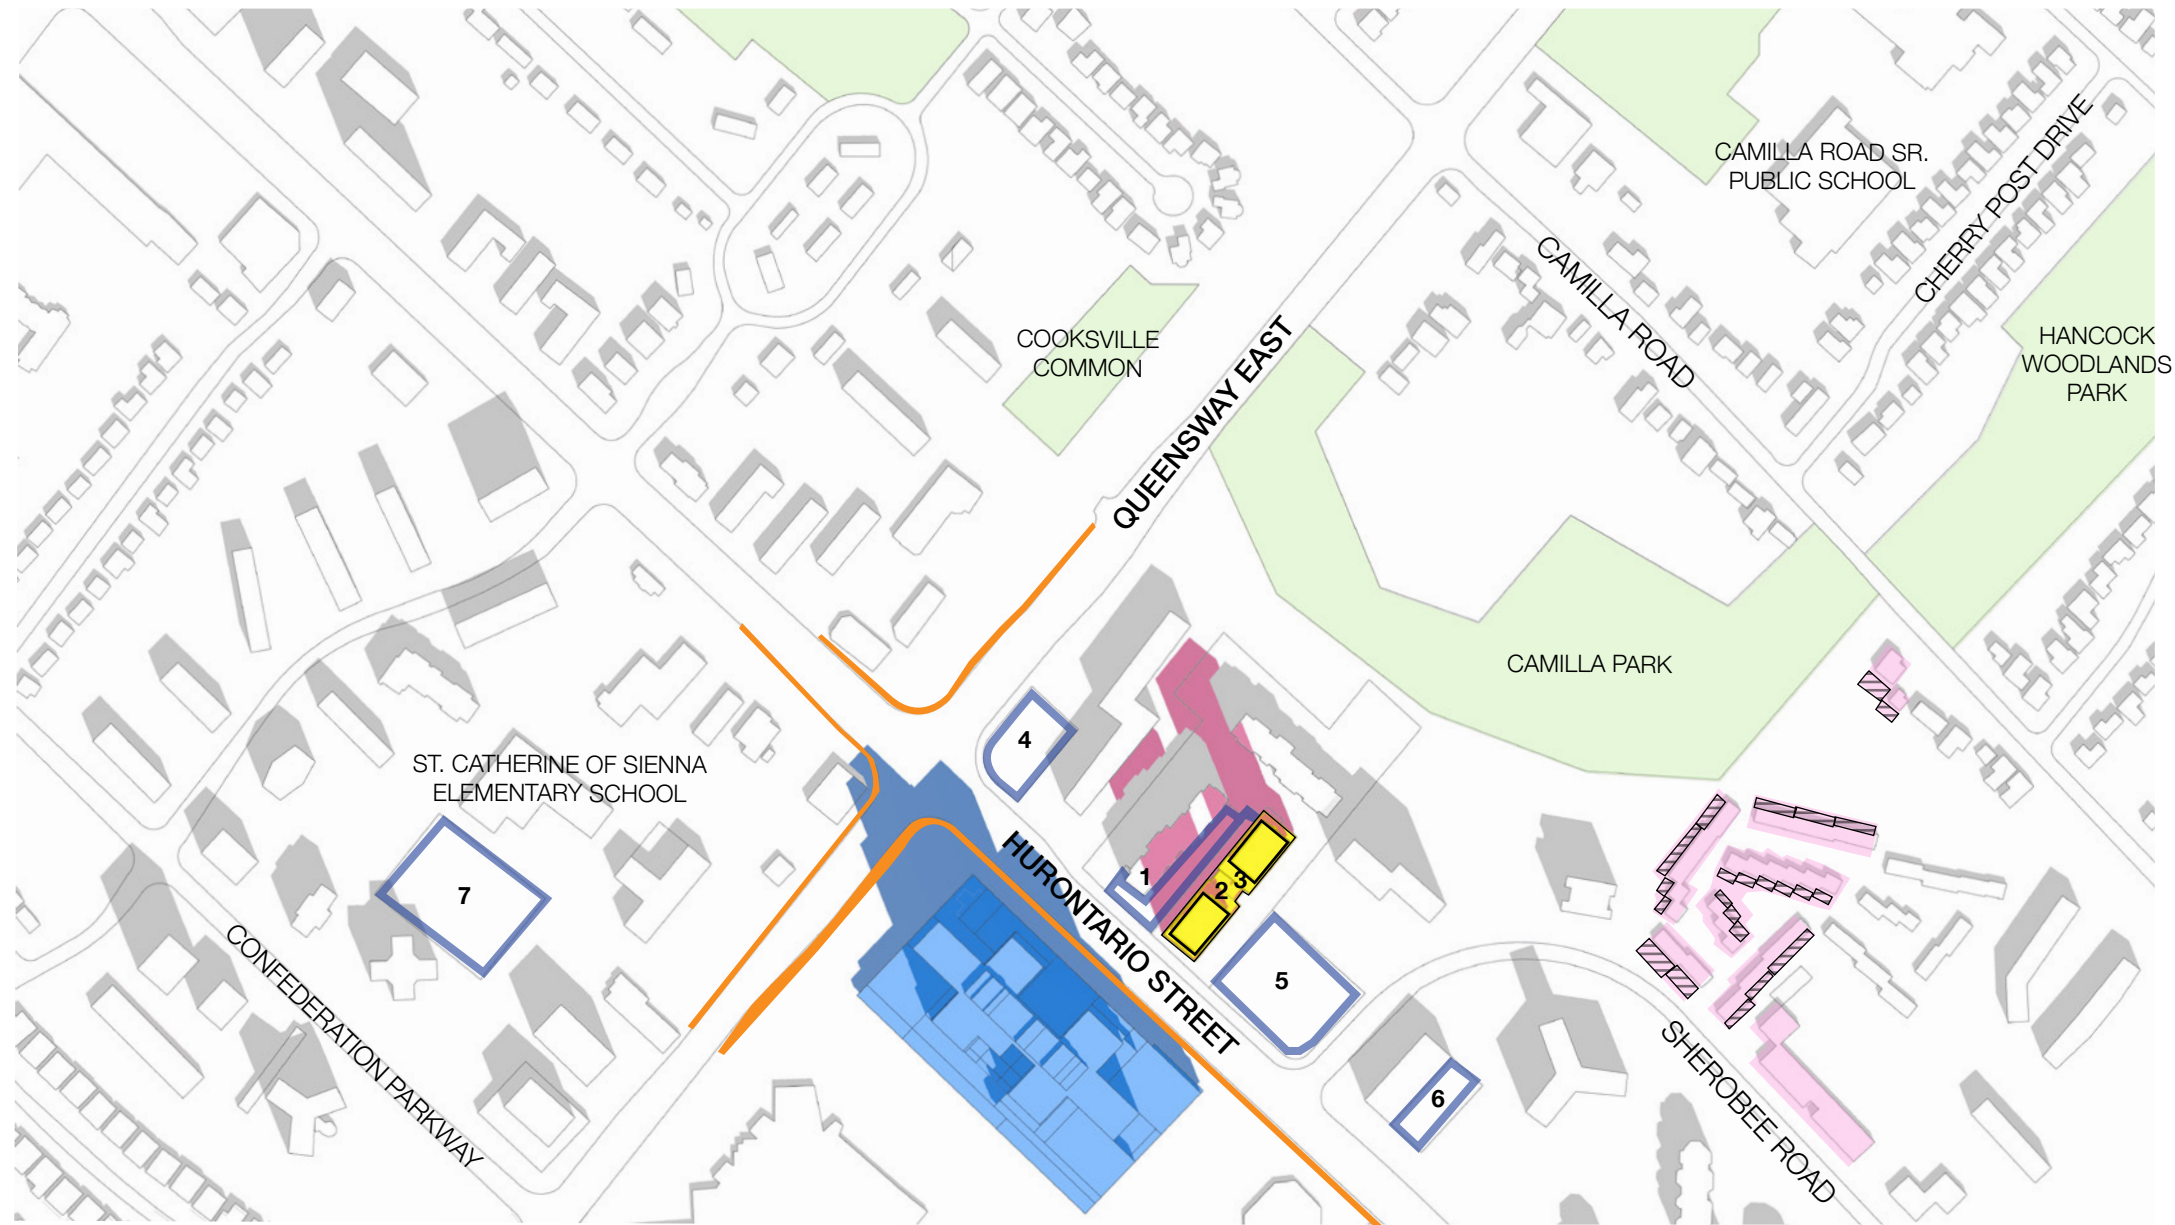 CAMILLA ROAD SR.
PUBLIC SCHOOL
CHERRY POST DRIVE
CAMILLA ROAD
HANCOCK
WOODLANDS
PARK
COOKSVILLE
COMMON
QUEENSWAY EAST
CAMILLA PARK
4
ST. CATHERINE OF SIENNA
ELEMENTARY SCHOOL
HURONTARIO STREET
1
2
3
7
5
CONFEDERATION PARKWAY
6
SHEROBEE ROAD